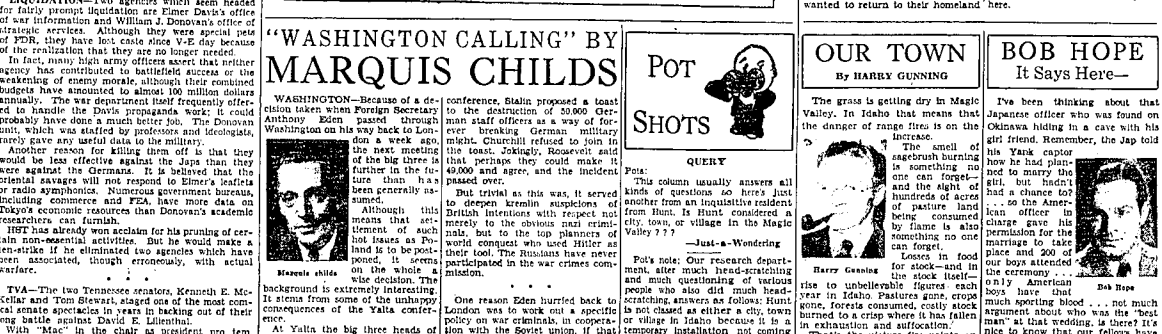 LIQUIDATION—Two agencies which seem headed
for fairly prompt liquidation are Elmer Davis's office
of war information and William J. Donovan's office of
strategic services. Although they were special pets
of FDR, they have lost caste since V-E day because
of the realization that they are no longer needed.
In fact, many high army officers assert that neither
agency has contributed to battlefield success or the
weakening of enemy morale, although their combined
budgets have amounted to almost 100 million dollars
annually. The war department itself frequently offer-
ed to handle the Davis propaganda work; it could
probably have done a much better job. The Donovan
unit, which was staffed by professors and ideologists,
rarely gave any useful data to the military.
Another reason for killing them off is that they
would be less effective against the Japs than they
were against the Germans. It is believed that the
oriental savages will not respond to Elmer's leaflets
or radio symphonics. Numerous government bureaus,
including commerce and FEA, have more data on
Tokyo's economic resources than Donovan's academic
researchers can furnish.
HST has already won acclaim for his pruning of cer-
tain non-essential activities. But he would make a
ten-strike if he eliminated two agencies which have
been associated, though erroneously, with actual
warfare.
TVA—The two Tennessee senators, Kenneth E. Mc-
Kellar and Tom Stewart, staged one of the most com-
ical senate spectacles in years in backing out of their
long battle against David E. Lilienthal.
With "Mac" in the chair as president pro tem
"WASHINGTON CALLING" BY
MARQUIS CHILDS
WASHINGTON—Because of a de-
cision taken when Foreign Secretary
Anthony Eden passed through
Washington on his way back to Lon-
don a week ago,
the next meeting
of the big three is
further in the fu-
ture than has
been generally as-
sumed.
Although this
means that set-
tlement of such
hot issues as Po-
land is to be post-
poned, it seems
on the whole a
wise decision. The
Marquis childs
background is extremely interesting.
It stems from some of the unhappy
consequences of the Yalta confer-
ence.
At Yalta the big three heads of
conference, Stalin proposed a toast
to the destruction of 50,000 Ger-
man staff officers as a way of for-
ever breaking German military
might. Churchill refused to join in
the toast. Jokingly, Roosevelt said
that perhaps they could make it
49,000 and agree, and the incident
passed over.
But trivial as this was, it served
to deepen kremlin suspicions of
British intentions with respect not
merely to the obvious nazi crimi-
nals, but to the top planners of
world conquest who used Hitler as
their tool. The Russians have never
participated in the war crimes com-
mission.
One reason Eden hurried back to
London was to work out a specific
policy on war criminals, in coopera-
tion with the Soviet union, if that
POT
SHOTS
QUERY
Pots:
This column usually answers all
kinds of questions so here's just
another from an inquisitive resident
from Hunt. Is Hunt considered a
city, town, or village in the Magic
Valley ? ? ?
—Just-a-Wondering
Pot's note: Our research depart-
ment, after much head-scratching
and much questioning of various
people who also did much head-
scratching, answers as follows: Hunt
is not classed as either a city, town
or village in Idaho because it is a
temporary installation not coming
wanted to return to their homeland
OUR TOWN
By HARRY GUNNING
The grass is getting dry in Magic
Valley. In Idaho that means that
the danger of range fires is on the
increase.
The smell of
sagebrush burning
is something no
one can forget—
and the sight of
hundreds of acres
of pasture land
being consumed
by flame is also
something no one
can forget.
Losses in food
for stock—and in
the stock itself—
Harry Gunning
rise to unbelievable figures each
year in Idaho. Pastures gone, crops
gone, forests consumed, costly stock
burned to a crisp where it has fallen
in exhaustion and suffocation.
here.
BOB HOPE
It Says Here—
I've been thinking about that
Japanese officer who was found on
Okinawa hiding in a cave with his
girl friend. Remember, the Jap told
his Yank captor
how he had plan-
ned to marry the
girl, but hadn't
had a chance to?
. . . so the Amer-
ican officer in
charge gave his
permission for the
marriage to take
place and 200 of
our boys attended
the ceremony . . .
only American
boys have that
Bob Hope
much sporting blood . . . not much
argument about who was the "best
man" at that wedding, is there? It's
nice to know that our fellows have